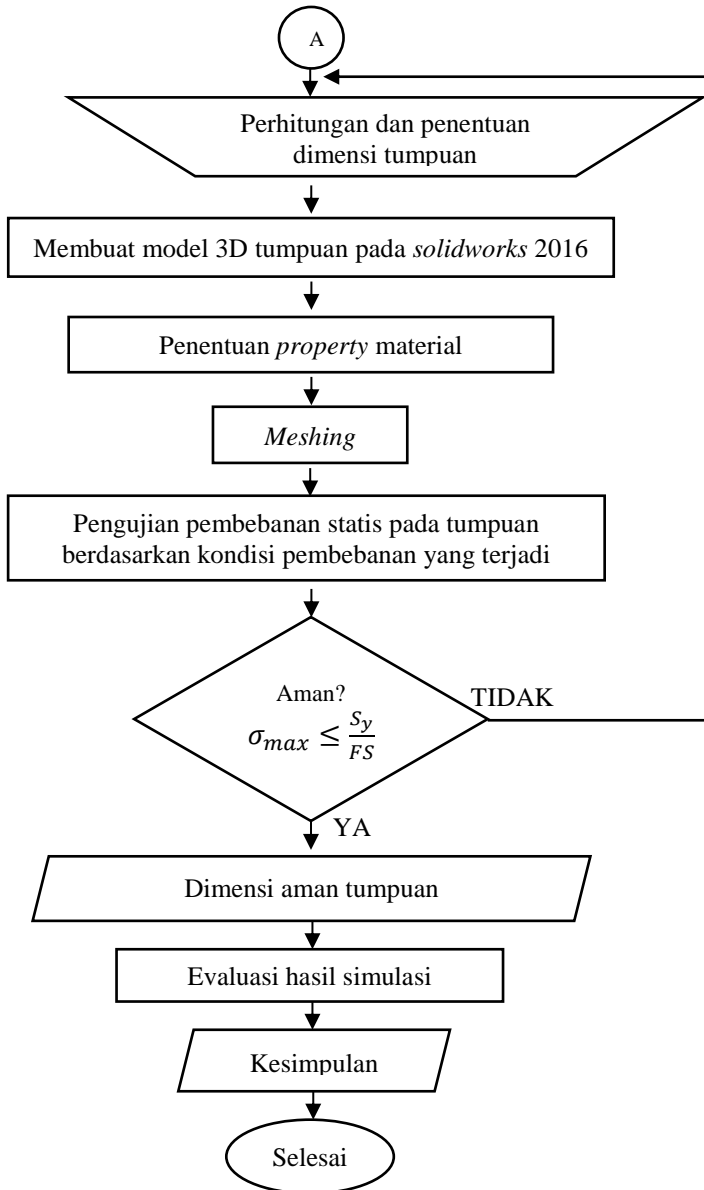 A
Perhitungan dan penentuan
dimensi tumpuan
Membuat model 3D tumpuan pada solidworks 2016
Penentuan property material
Meshing
Pengujian pembebanan statis pada tumpuan
berdasarkan kondisi pembebanan yang terjadi
Aman?
TIDAK
σ_max ≤ S_y/FS
YA
Dimensi aman tumpuan
Evaluasi hasil simulasi
Kesimpulan
Selesai